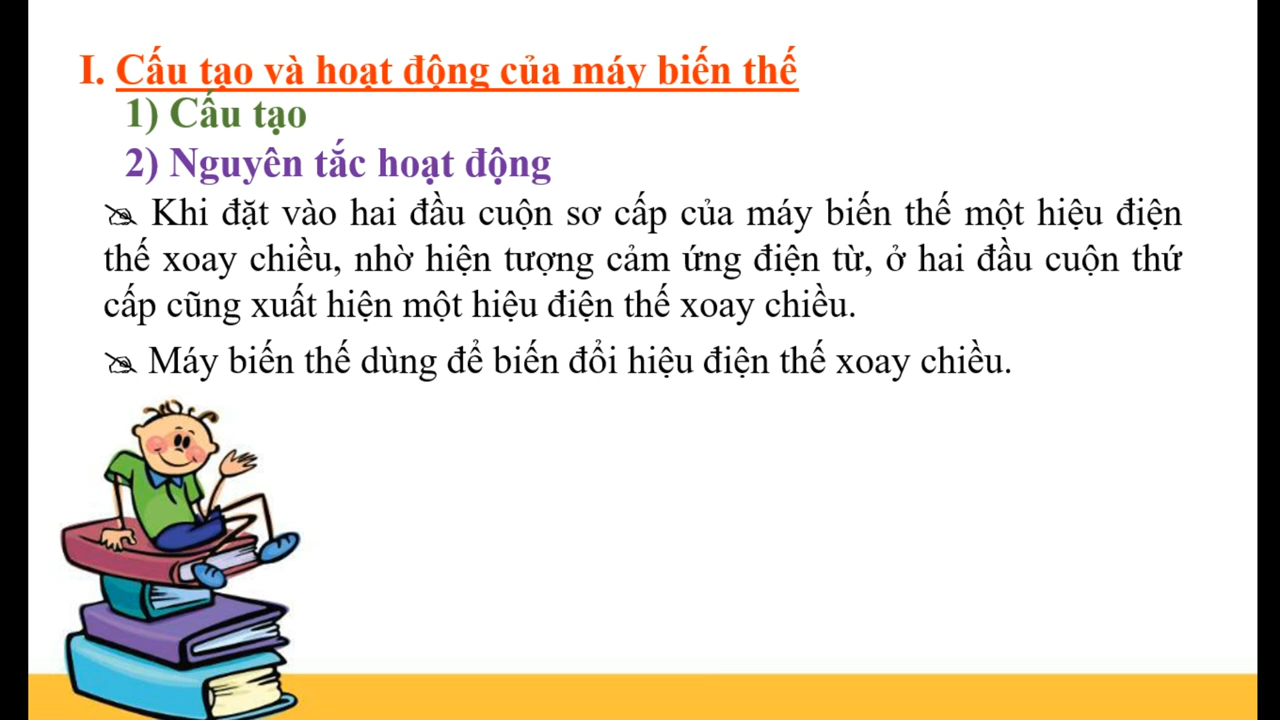 I. Cấu tạo và hoạt động của máy biến thế
1) Cấu tạo
2) Nguyên tắc hoạt động
Khi đặt vào hai đầu cuộn sơ cấp của máy biến thế một hiệu điện
thế xoay chiều, nhờ hiện tượng cảm ứng điện từ, ở hai đầu cuộn thứ
cấp cũng xuất hiện một hiệu điện thế xoay chiều.
Máy biến thế dùng để biến đổi hiệu điện thế xoay chiều.